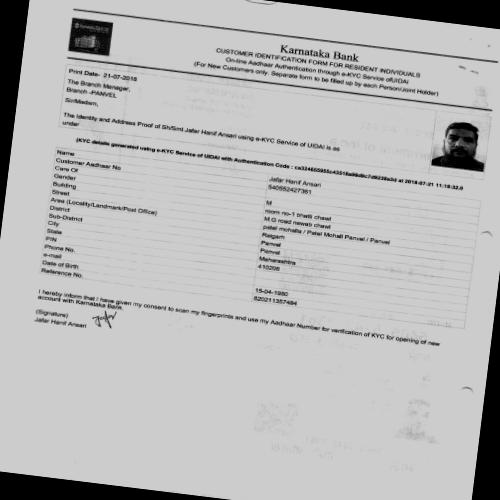 Karnataka Bank
CUSTOMER IDENTIFICATION FORM FOR RESIDENT INDIVIDUALS
On-line Aadhaar Authentication through e-KYC Service ofUIDAI
(For New Customers only. Separate form to be filled up by each Person/Joint Holder)
Print Date- 21-07-2018
The Branch Manager,
Branch -PANVEL
Sir/Madam,
The Identity and Address Proof of Sh/Smt Jafar Hanif Ansari using e-KYC Service of UIDAI is as
under
(KYC details generated using e-KYC Service of UIDAI with Authentication Code : at 2018-07-21
Name Jafar Hanif Ansari
Customer Aadhaar No 540552427361
Care Of
Gender M
Building room no-1 bhatti chawl
Street M.G road newab chawl
Area (Locality/Landmark/Post Office) patel mohalla / Patel Mohall Panvel / Panvel
District Raigarh
Sub-District Panvel
City Panvel
State Maharashtra
PIN 410206
Phone No.
e-mail
Date of Birth 15-04-1980
Reference No. 820211357484
I hereby inform that I have given my consent to scan my fingerprints and use my Aadhaar Number for verification of KYC for opening of new
account with Karnataka Bank.
(Signature)
Jafar Hanif Ansari